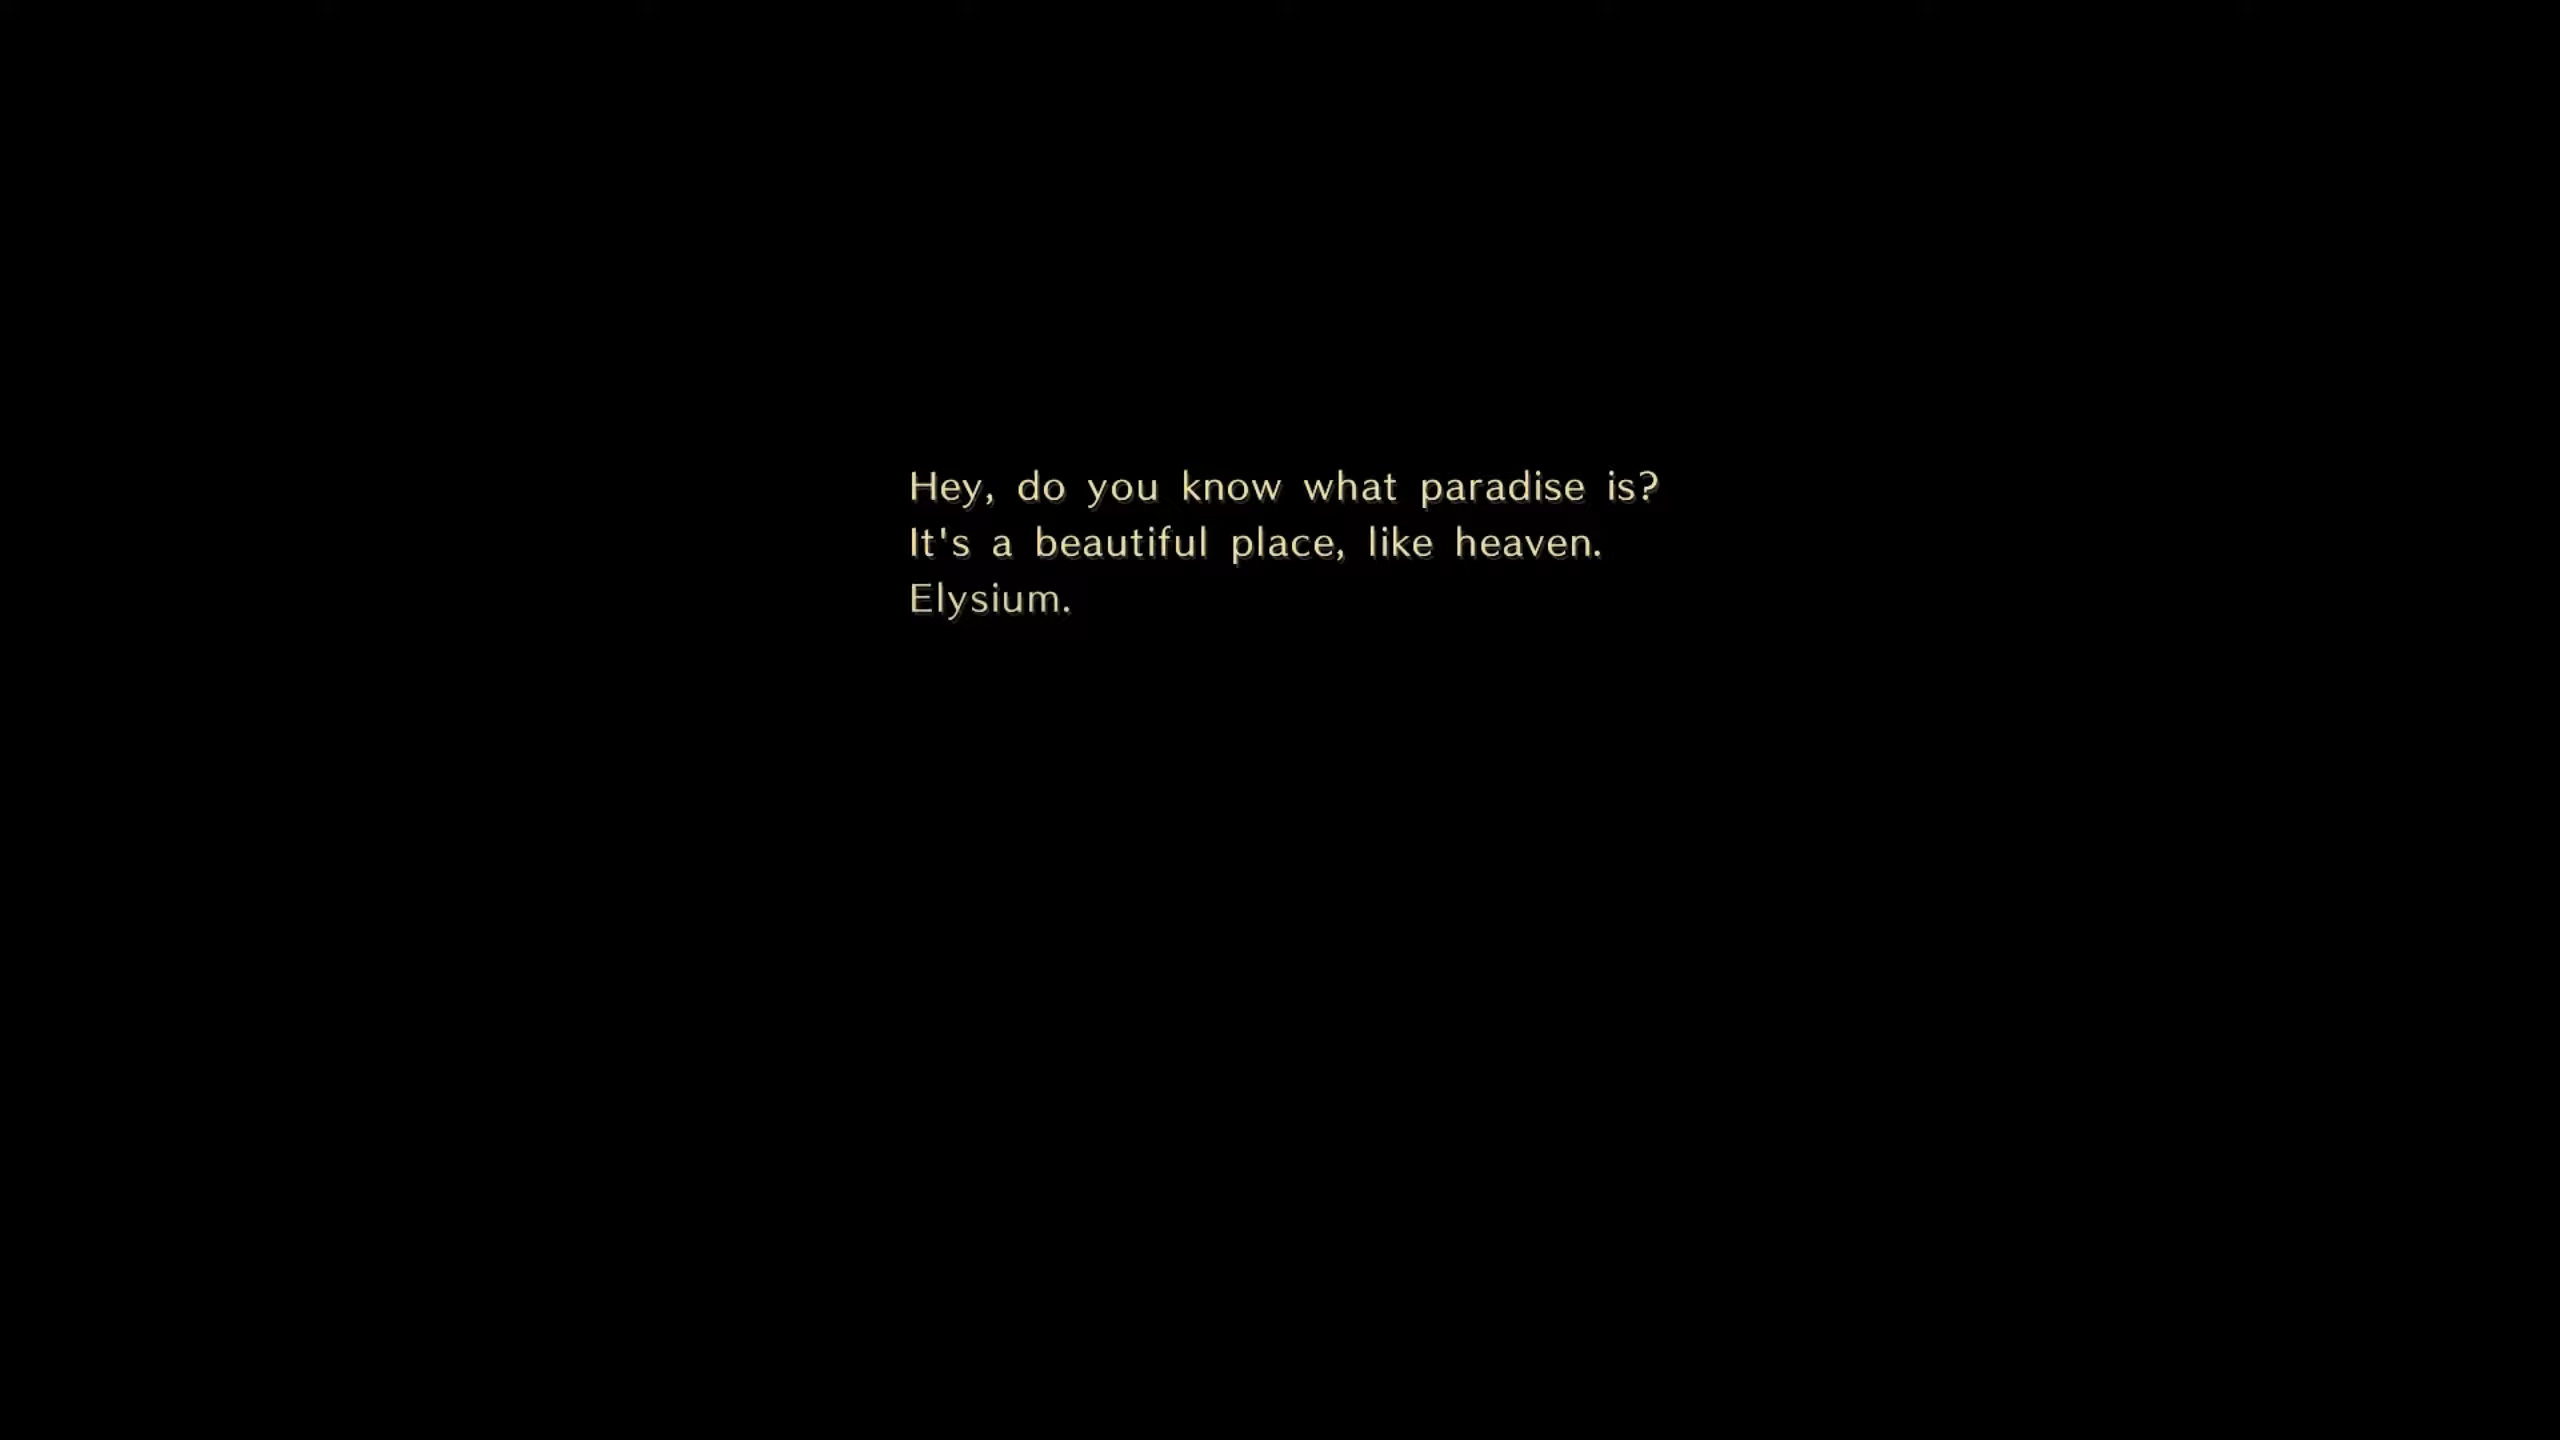 Hey, do you know what paradise is?
It's a beautiful place, like heaven.
Elysium.